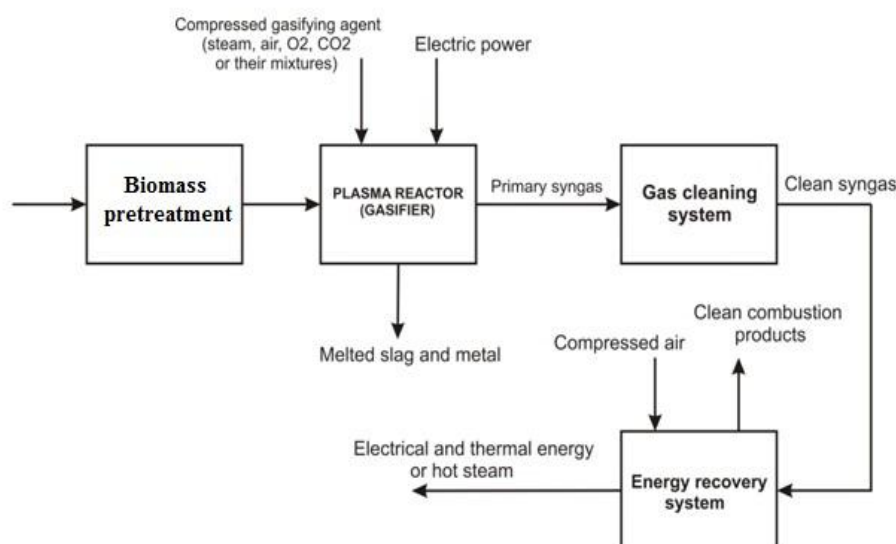 Compressed gasifying agent
(steam, air, O2, CO2
or their mixtures)
Electric power
Biomass
pretreatment
PLASMA REACTOR
(GASIFIER)
Primary syngas
Gas cleaning
system
Clean syngas
Melted slag and metal
Compressed air
Clean combustion
products
Electrical and thermal energy
or hot steam
Energy recovery
system